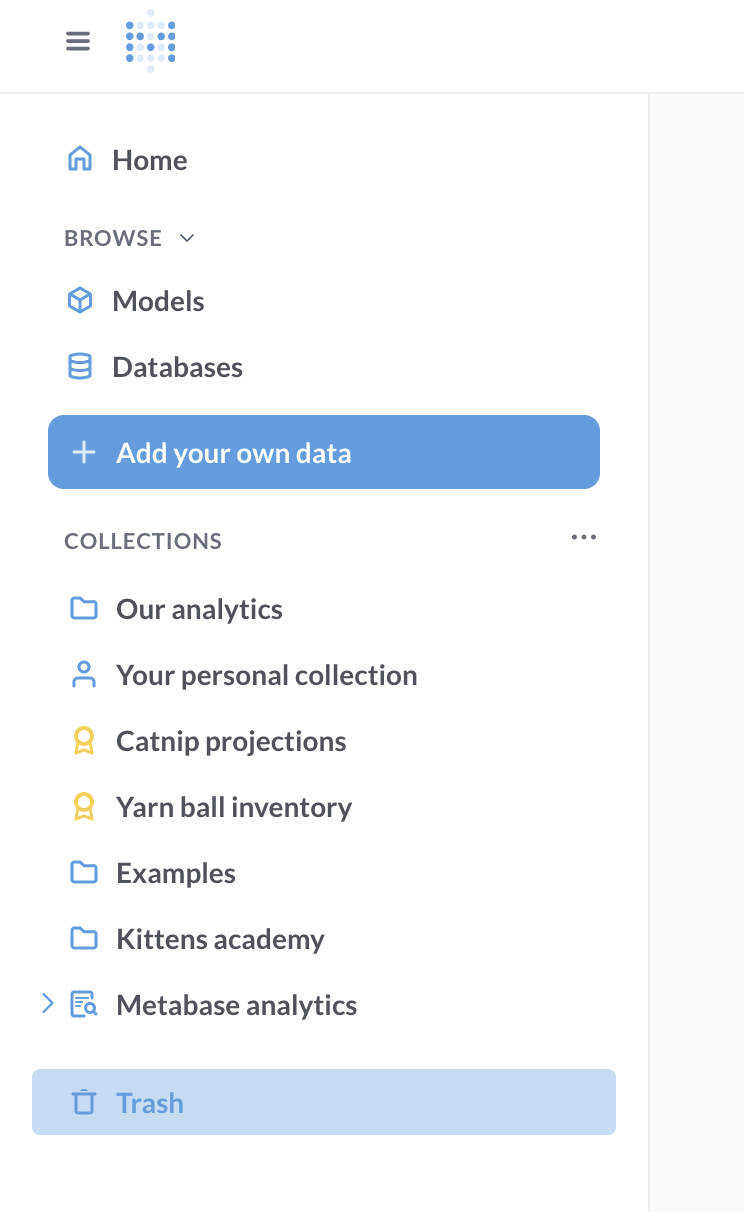 Home
BROWSE
Models
Databases
Add your own data
COLLECTIONS
Our analytics
Your personal collection
Catnip projections
Yarn ball inventory
Examples
Kittens academy
Metabase analytics
Trash